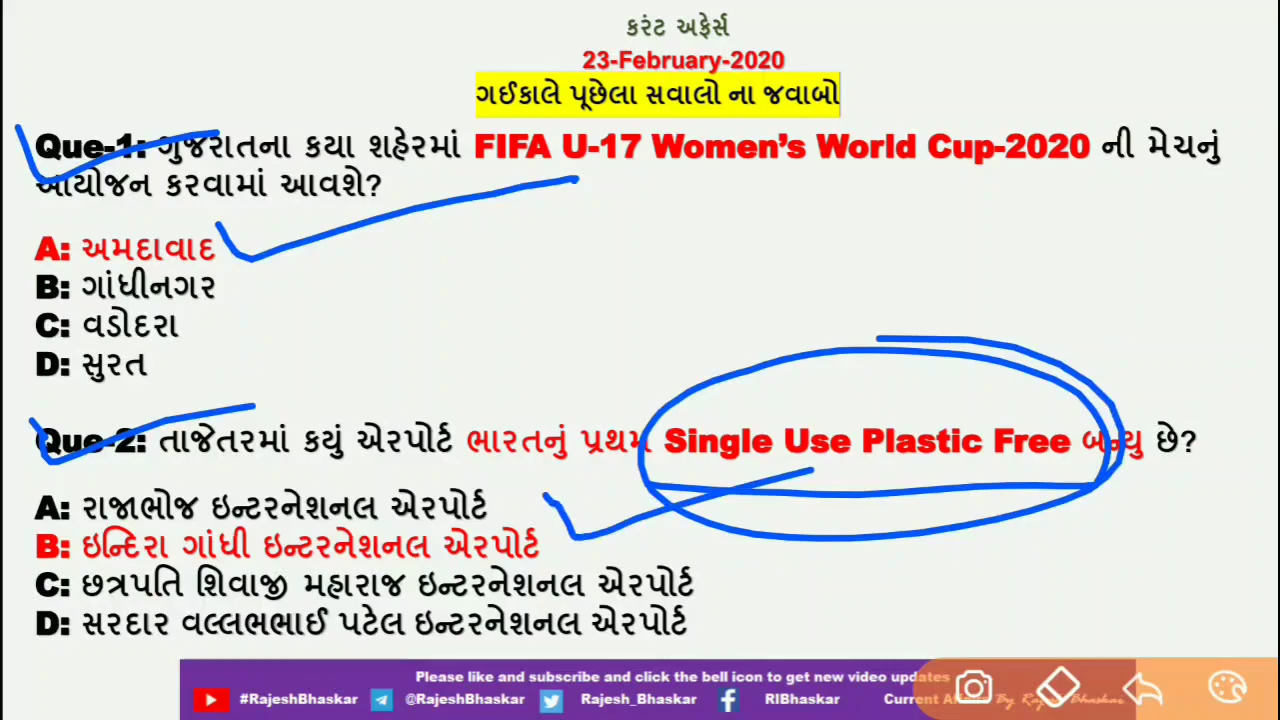 કરંટ અફેર્સ
23-February-2020
ગઈકાલે પૂછેલા સવાલો ના જવાબો
Que-1: ગુજરાતના કયા શહેરમાં FIFA U-17 Women’s World Cup-2020 ની મેચનું
આયોજન કરવામાં આવશે?
A: અમદાવાદ
B: ગાંધીનગર
C: વડોદરા
D: સુરત
Que-2: તાજેતરમાં કયું એરપોર્ટ ભારતનું પ્રથમ Single Use Plastic Free બન્યુ છે?
A: રાજાભોજ ઇન્ટરનેશનલ એરપોર્ટ
B: ઇન્દિરા ગાંધી ઇન્ટરનેશનલ એરપોર્ટ
C: છત્રપતિ શિવાજી મહારાજ ઇન્ટરનેશનલ એરપોર્ટ
D: સરદાર વલ્લભભાઈ પટેલ ઇન્ટરનેશનલ એરપોર્ટ
Please like and subscribe and click the bell icon to get new video updates
#RajeshBhaskar @RajeshBhaskar Rajesh_Bhaskar RIBhaskar Current By Bhaskar